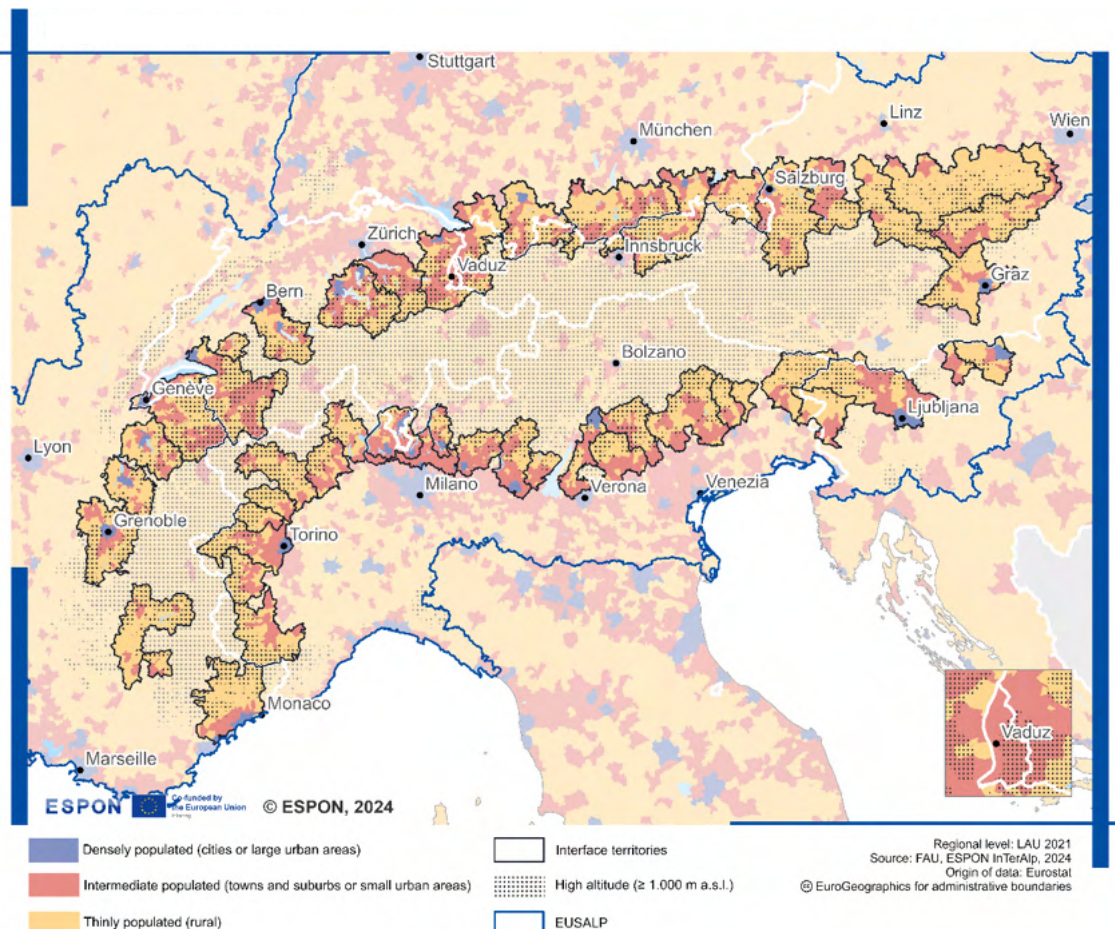 Stuttgart
Linz
Wien
München
Salzburg
Zürich
Innsbruck
Vaduz
Graz
Bern
Bolzano
Genève
Ljubljana
Lyon
Milano
Verona
Venezia
Grenoble
Torino
Monaco
Vaduz
Marseille
ESPON
Co-funded by
the European Union
Interreg
© ESPON, 2024
Densely populated (cities or large urban areas)
Intermediate populated (towns and suburbs or small urban areas)
Thinly populated (rural)
Interface territories
High altitude (≥ 1.000 m a.s.l.)
EUSALP
Regional level: LAU 2021
Source: FAU, ESPON InTerAlp, 2024
Origin of data: Eurostat
© EuroGeographics for administrative boundaries